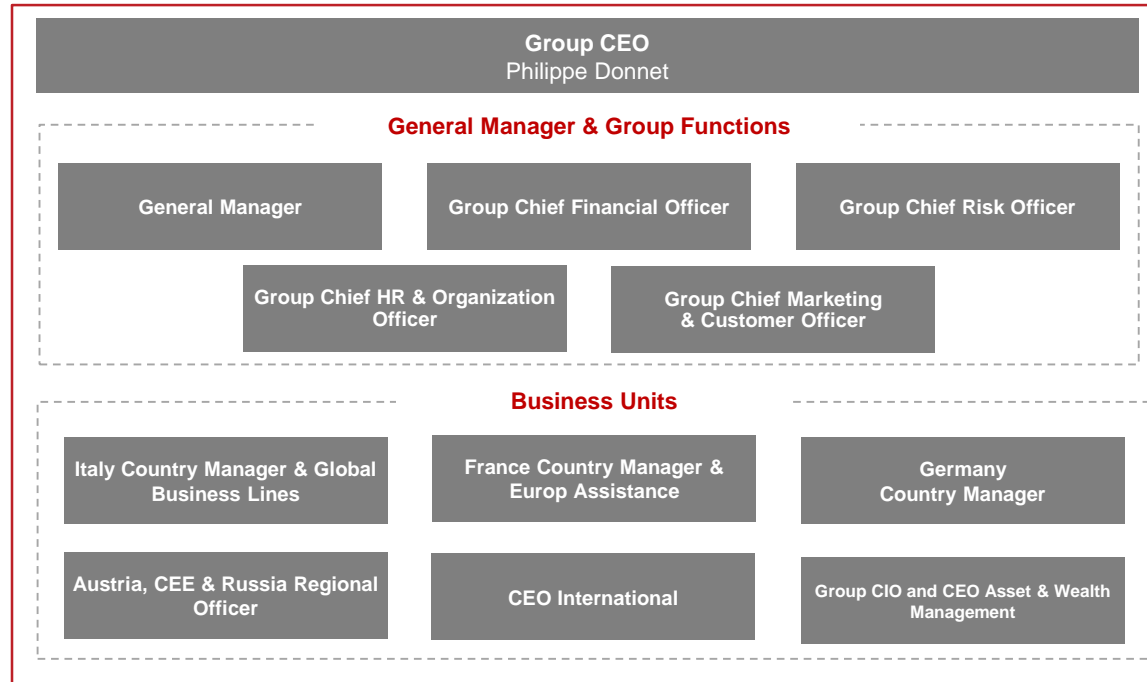 Group CEO
Philippe Donnet
General Manager & Group Functions
General Manager
Group Chief Financial Officer
Group Chief Risk Officer
Group Chief HR & Organization
Officer
Group Chief Marketing
& Customer Officer
Business Units
Italy Country Manager & Global
Business Lines
France Country Manager &
Europ Assistance
Germany
Country Manager
Austria, CEE & Russia Regional
Officer
CEO International
Group CIO and CEO Asset & Wealth
Management